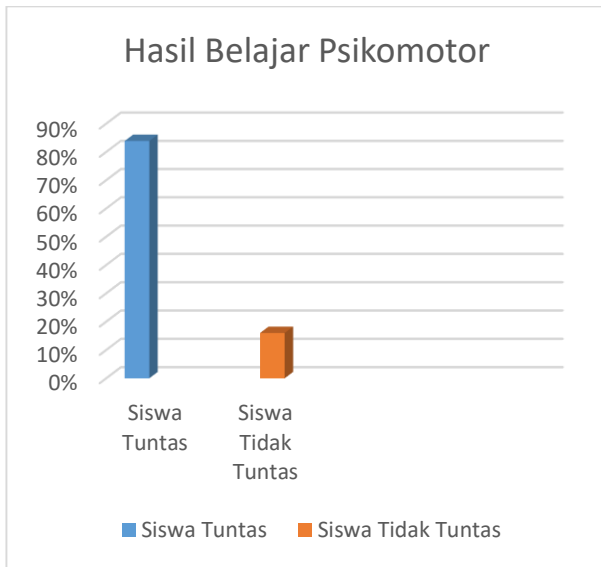 Hasil Belajar Psikomotor
90%
80%
70%
60%
50%
40%
30%
20%
10%
0%
Siswa
Tuntas
Siswa
Tidak
Tuntas
Siswa Tuntas
Siswa Tidak Tuntas